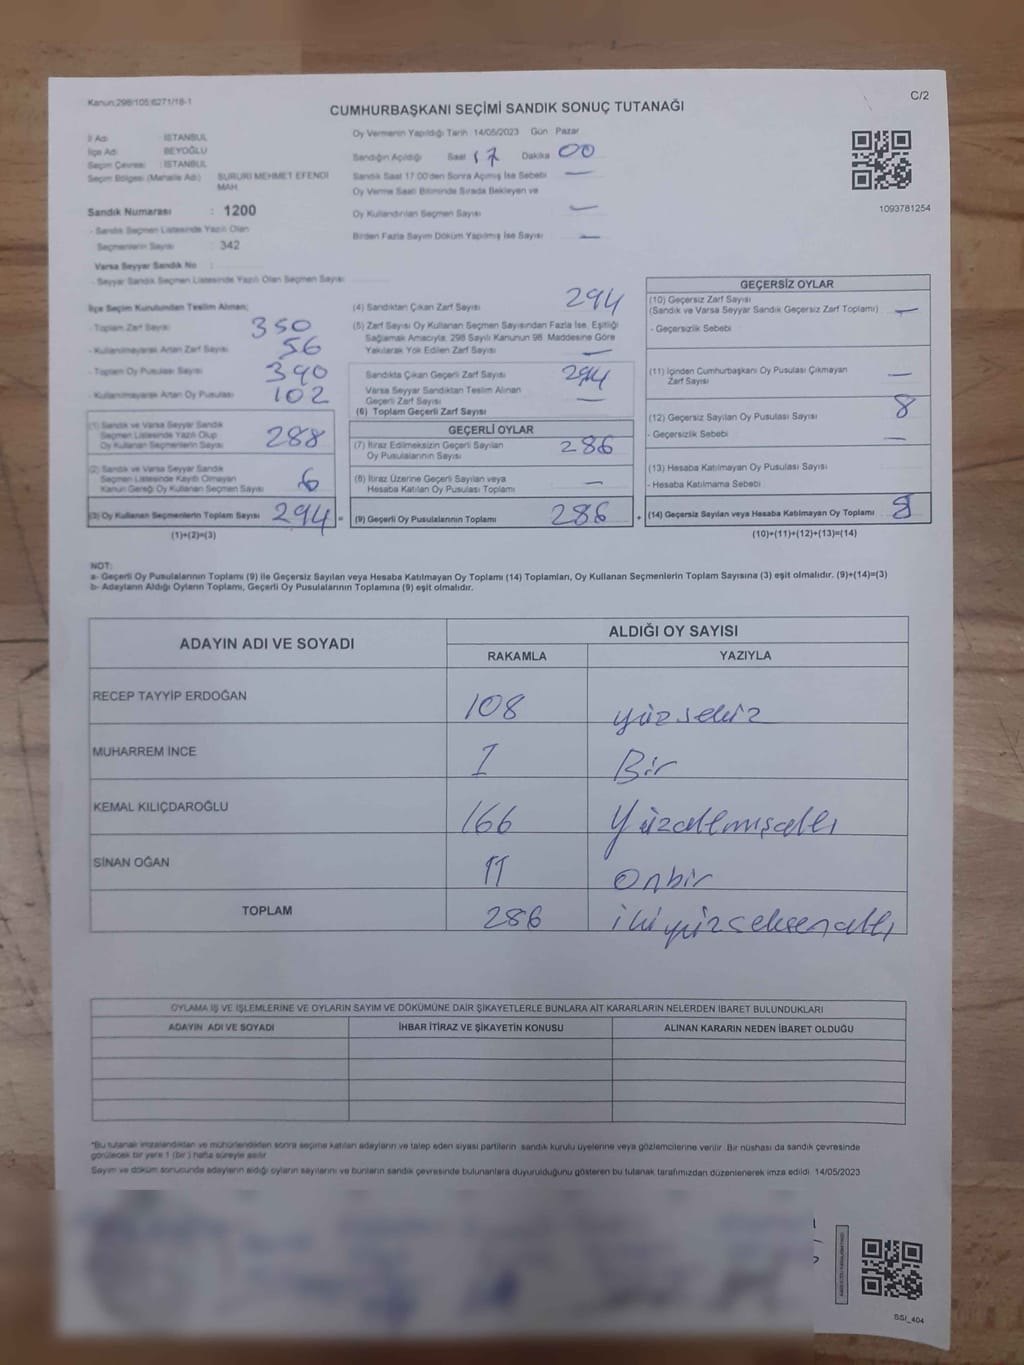 Kanun:298/105;6271/18-1
C/2
CUMHURBAŞKANI SEÇİMİ SANDIK SONUÇ TUTANAĞI
İl Adı : İSTANBUL
İlçe Adı : BEYOĞLU
Seçim Çevresi : İSTANBUL
Seçim Bölgesi (Mahalle Adı) : SURURİ MEHMET EFENDİ MAH.
Sandık Numarası : 1200
- Sandık Seçmen Listesinde Yazılı Olan
Seçmenlerin Sayısı : 342
Varsa Seyyar Sandık No :
- Seyyar Sandık Seçmen Listesinde Yazılı Olan Seçmen Sayısı:
Oy Vermenin Yapıldığı Tarih :14/05/2023 Gün Pazar
Sandığın Açıldığı Saat 17 Dakika 00
Sandık Saat 17:00'den Sonra Açılmış İse Sebebi —
Oy Verme Saati Bitiminde Sırada Bekleyen ve
Oy Kullandırılan Seçmen Sayısı —
Birden Fazla Sayım Döküm Yapılmış İse Sayısı —
1093781254
İlçe Seçim Kurulundan Teslim Alınan;
- Toplam Zarf Sayısı 350
- Kullanılmayarak Artan Zarf Sayısı 56
- Toplam Oy Pusulası Sayısı 390
- Kullanılmayarak Artan Oy Pusulası 102
(1) Sandık ve Varsa Seyyar Sandık
Seçmen Listesinde Yazılı Olup
Oy Kullanan Seçmenlerin Sayısı 288
(2) Sandık ve Varsa Seyyar Sandık
Seçmen Listesinde Kayıtlı Olmayan
Kanun Gereği Oy Kullanan Seçmen Sayısı 6
(3) Oy Kullanan Seçmenlerin Toplam Sayısı 294 =
(1)+(2)=(3)
(4) Sandıktan Çıkan Zarf Sayısı 294
(5) Zarf Sayısı Oy Kullanan Seçmen Sayısından Fazla İse, Eşitliği
Sağlamak Amacıyla, 298 Sayılı Kanunun 98. Maddesine Göre
Yakılarak Yok Edilen Zarf Sayısı —
Sandıkta Çıkan Geçerli Zarf Sayısı 294
Varsa Seyyar Sandıktan Teslim Alınan
Geçerli Zarf Sayısı —
(6) Toplam Geçerli Zarf Sayısı
GEÇERLİ OYLAR
(7) İtiraz Edilmeksizin Geçerli Sayılan
Oy Pusulalarının Sayısı 286
(8) İtiraz Üzerine Geçerli Sayılan veya
Hesaba Katılan Oy Pusulası Toplamı —
(9) Geçerli Oy Pusulalarının Toplamı 286 +
GEÇERSİZ OYLAR
(10) Geçersiz Zarf Sayısı
(Sandık ve Varsa Seyyar Sandık Geçersiz Zarf Toplamı) —
- Geçersizlik Sebebi :
(11) İçinden Cumhurbaşkanı Oy Pusulası Çıkmayan
Zarf Sayısı —
(12) Geçersiz Sayılan Oy Pusulası Sayısı 8
- Geçersizlik Sebebi : —
(13) Hesaba Katılmayan Oy Pusulası Sayısı
- Hesaba Katılmama Sebebi :
(14) Geçersiz Sayılan veya Hesaba Katılmayan Oy Toplamı 8
(10)+(11)+(12)+(13)=(14)
NOT:
a- Geçerli Oy Pusulalarının Toplamı (9) ile Geçersiz Sayılan veya Hesaba Katılmayan Oy Toplamı (14) Toplamları, Oy Kullanan Seçmenlerin Toplam Sayısına (3) eşit olmalıdır. (9)+(14)=(3)
b- Adayların Aldığı Oyların Toplamı, Geçerli Oy Pusulalarının Toplamına (9) eşit olmalıdır.
ADAYIN ADI VE SOYADI
ALDIĞI OY SAYISI
RAKAMLA YAZIYLA
RECEP TAYYİP ERDOĞAN 108 yüzsekiz
MUHARREM İNCE 1 Bir
KEMAL KILIÇDAROĞLU 166 Yüzaltmışaltı
SİNAN OĞAN 11 Onbir
TOPLAM 286 ikiyüzseksenaltı
OYLAMA İŞ VE İŞLEMLERİNE VE OYLARIN SAYIM VE DÖKÜMÜNE DAİR ŞİKAYETLERLE BUNLARA AİT KARARLARIN NELERDEN İBARET BULUNDUKLARI
ADAYIN ADI VE SOYADI İHBAR İTİRAZ VE ŞİKAYETİN KONUSU ALINAN KARARIN NEDEN İBARET OLDUĞU
*Bu tutanak imzalandıktan ve mühürlendikten sonra seçime katılan adayların ve talep eden siyasi partilerin sandık kurulu üyelerine veya gözlemcilerine verilir. Bir nüshası da sandık çevresinde
görülecek bir yere 1 (bir) hafta süreyle asılır.
Sayım ve döküm sonucunda adayların aldığı oyların sayılarını ve bunların sandık çevresinde bulunanlara duyurulduğunu gösteren bu tutanak tarafımızdan düzenlenerek imza edildi. 14/05/2023
SSI_404